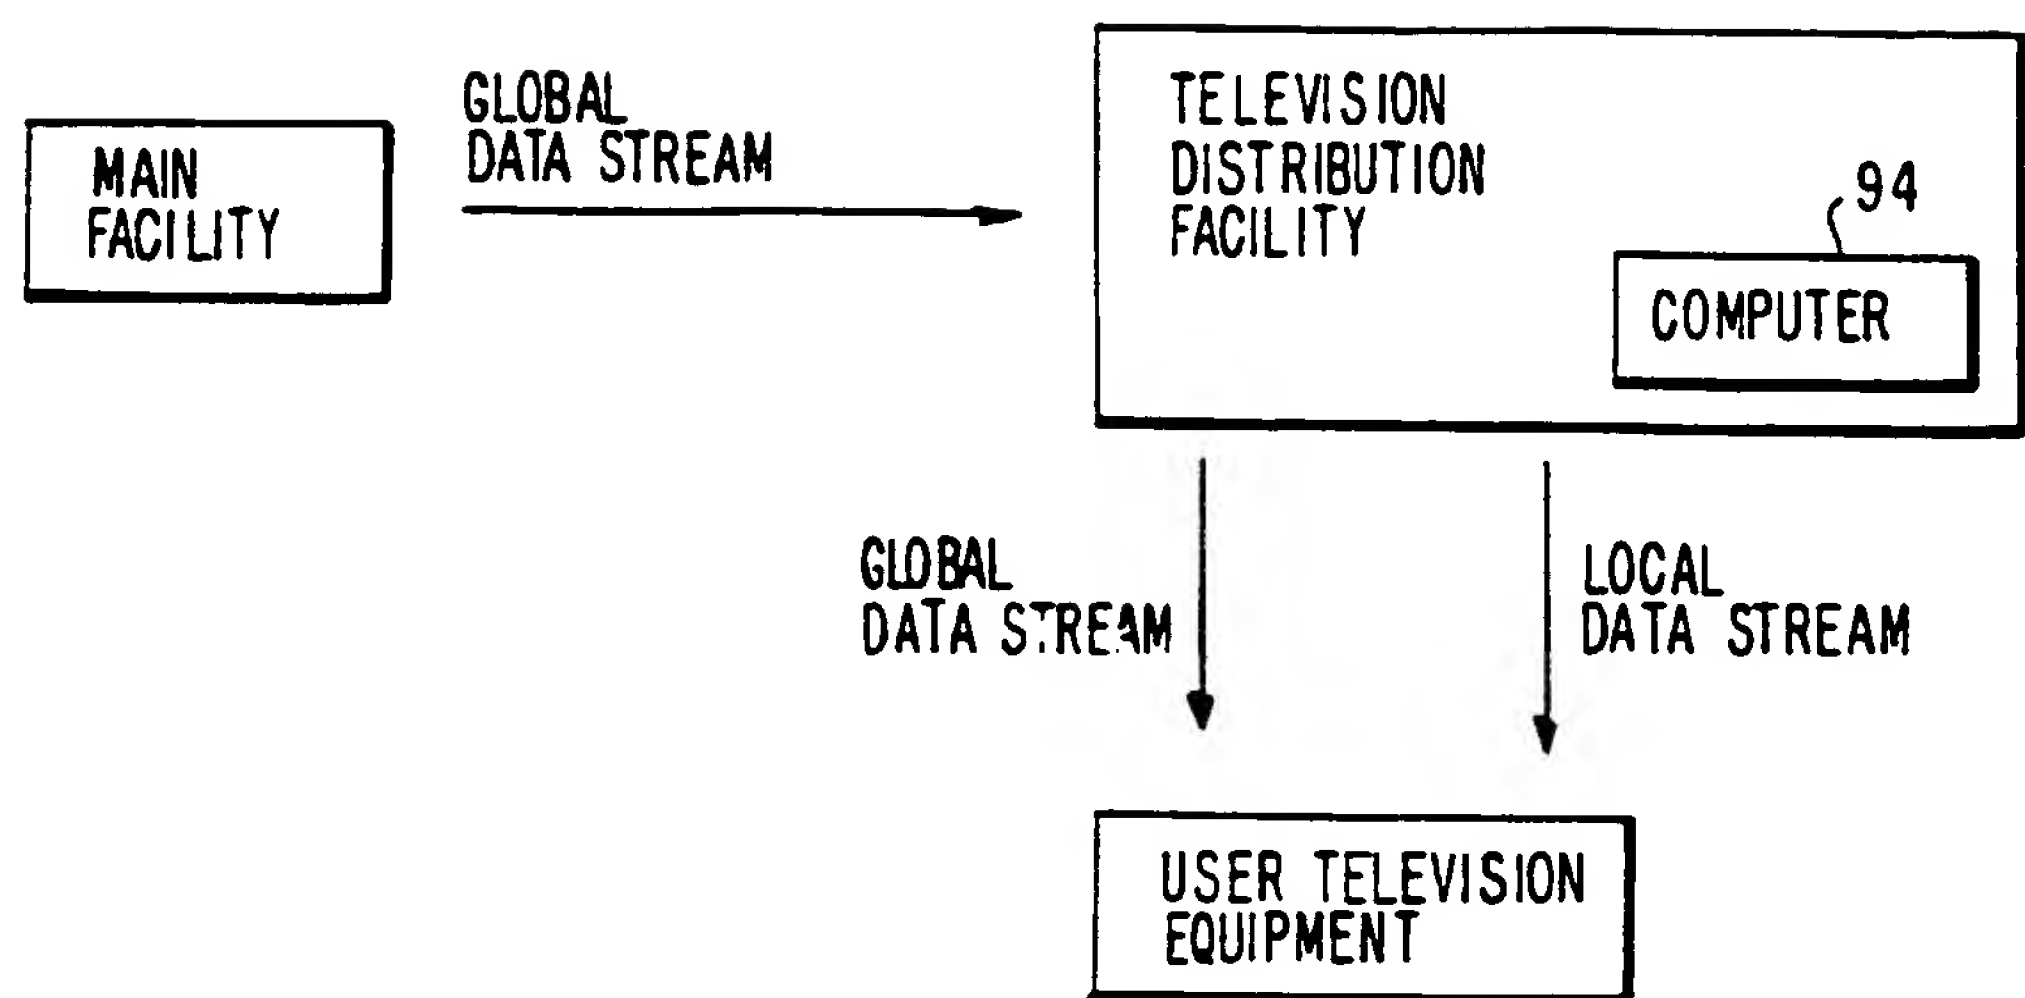 MAIN
FACILITY
GLOBAL
DATA STREAM
TELEVISION
DISTRIBUTION
FACILITY
94
COMPUTER
GLOBAL
DATA STREAM
LOCAL
DATA STREAM
USER TELEVISION
EQUIPMENT